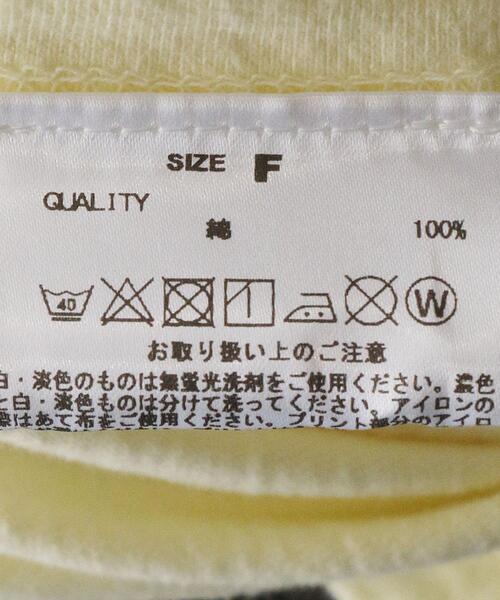 SIZE F
QUALITY
綿 100%
40 W
お取り扱い上のご注意
白・淡色のものは無蛍光洗剤をご使用ください。濃色
と白・淡色のものは分けて洗ってください。アイロンの
際はあて布をご使用ください。プリント部分のアイロ